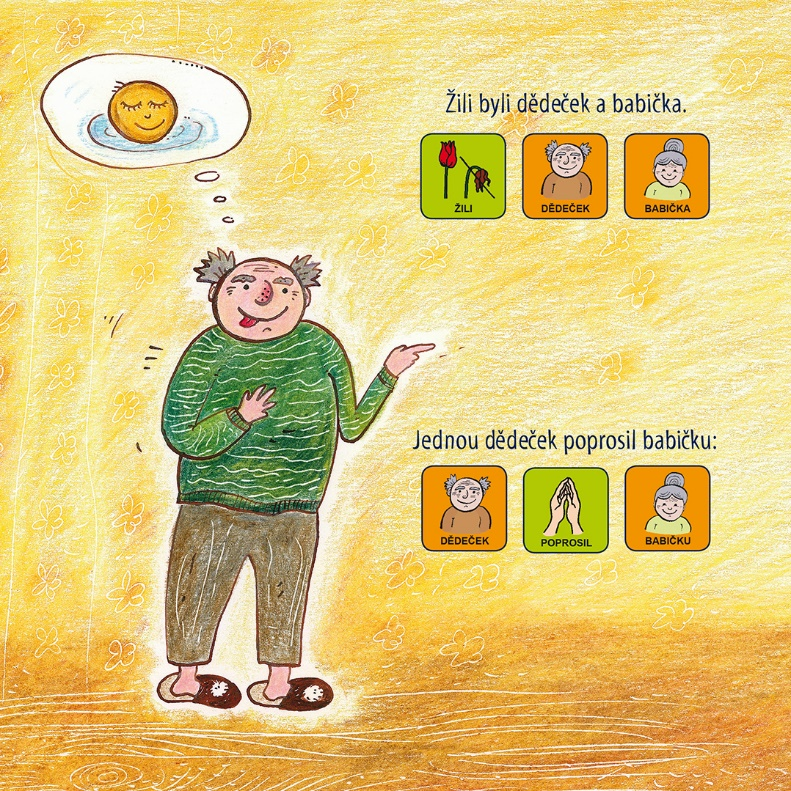 Žili byli dědeček a babička.
ŽILI DĚDEČEK BABIČKA
Jednou dědeček poprosil babičku:
DĚDEČEK POPROSIL BABIČKU